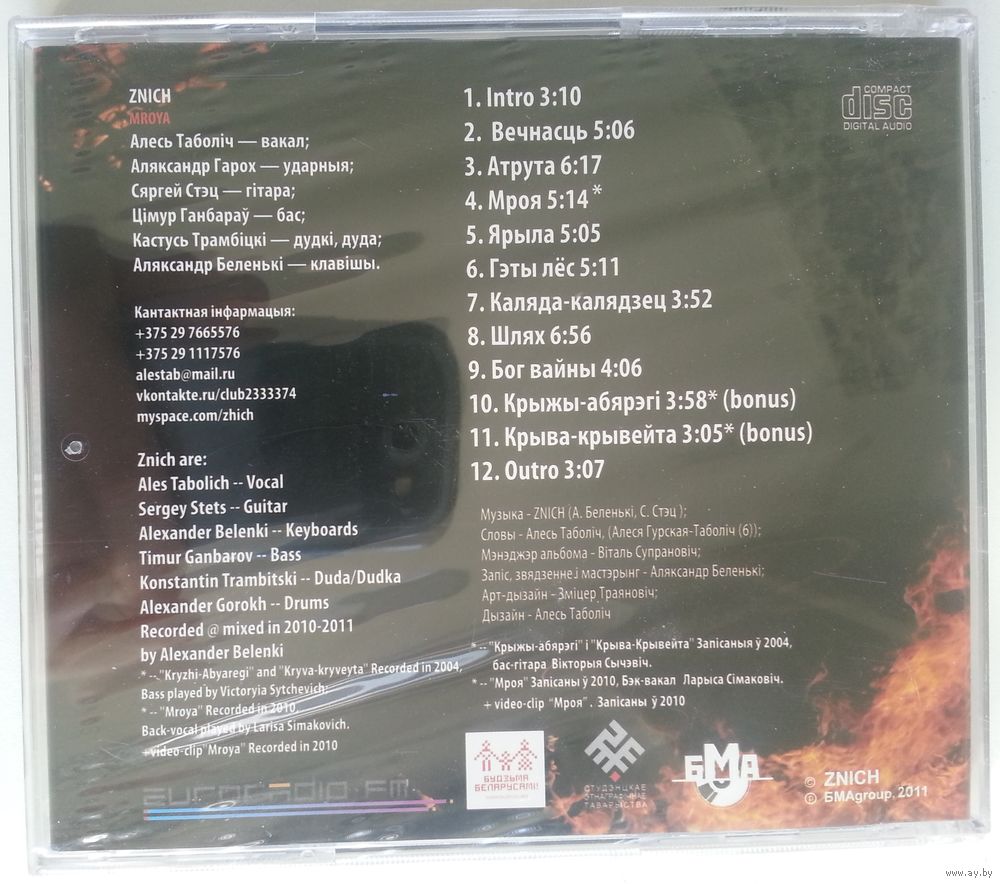 ZNICH
MROYA
Алесь Таболіч — вакал;
Аляксандр Гарох — ударныя;
Сяргей Стэц — гітара;
Цімур Ганбараў — бас;
Кастусь Трамбіцкі — дудкі, дуда;
Аляксандр Беленькі — клавішы.
Кантактная інфармацыя:
+375 29 7665576
+375 29 1117576
alestab@mail.ru
vkontakte.ru/club2333374
myspace.com/zhich
Znich are:
Ales Tabolich -- Vocal
Sergey Stets -- Guitar
Alexander Belenki -- Keyboards
Timur Ganbarov -- Bass
Konstantin Trambitski -- Duda/Dudka
Alexander Gorokh -- Drums
Recorded @ mixed in 2010-2011
by Alexander Belenki
* -- "Kryzhi-Abyaregi" and "Kryva-kryveyta" Recorded in 2004,
Bass played by Victoryia Sytchevich;
* -- "Mroya" Recorded in 2010,
Back-vocal played by Larisa Simakovich.
+video-clip "Mroya" Recorded in 2010
1. Intro 3:10
2. Вечнасць 5:06
3. Атрута 6:17
4. Мроя 5:14 *
5. Ярыла 5:05
6. Гэты лёс 5:11
7. Каляда-калядзец 3:52
8. Шлях 6:56
9. Бог вайны 4:06
10. Крыжы-абярэгі 3:58* (bonus)
11. Крыва-крывейта 3:05* (bonus)
12. Outro 3:07
Музыка - ZNICH (А. Беленькі, С. Стэц );
Словы - Алесь Таболіч, (Алеся Гурская-Таболіч (6));
Мэнэджэр альбома - Віталь Супрановіч;
Запіс, звядзенне.і мастэрынг - Аляксандр Беленькі;
Арт-дызайн - Зміцер Траяновіч;
Дызайн - Алесь Таболіч
* -- "Крыжы-абярэгі" і "Крыва-Крывейта" Запісаныя ў 2004,
бас-гітара Вікторыя Сычэвіч.
* -- "Мроя" Запісаны ў 2010, Бэк-вакал Ларыса Сімаковіч.
+ video-clip "Мроя" . Запісаны ў 2010
COMPACT
disc
DIGITAL AUDIO
euroradio.fm
БУДЗЬМА
БЕЛАРУСАМІ!
СТУДЭНЦКАЕ
ЭТНАГРАФІЧНАЕ
ТАВАРЫСТВА
БМА
© ZNICH
℗ БМАgroup, 2011
www.ay.by